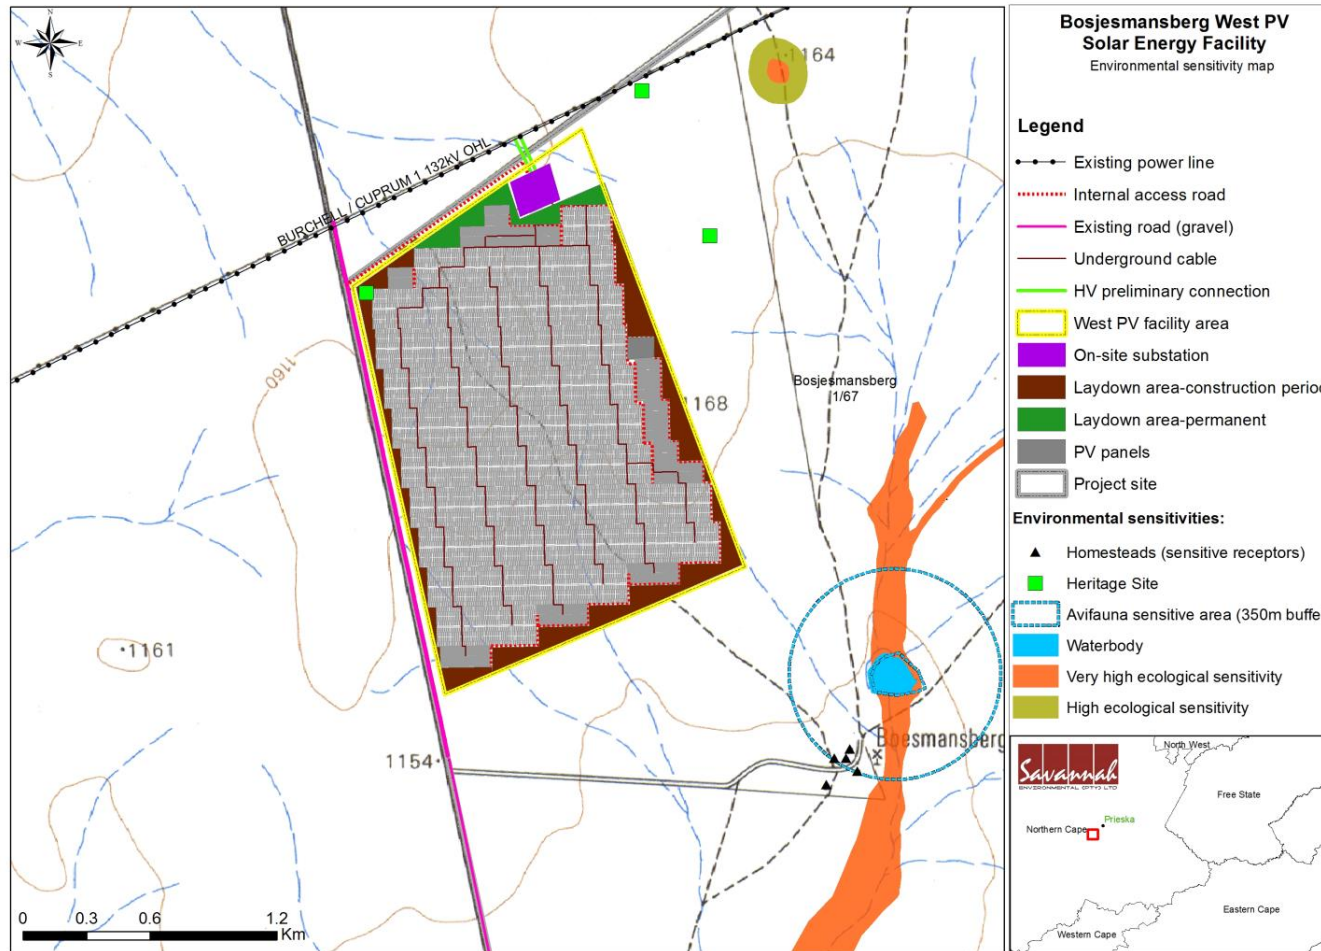 N
W
E
S
1164
BURCHELL / CUPRUM 1 132kV OHL
1160
Bosjesmansberg
1/67
1168
1161
1154
Boesmansberg
0 0.3 0.6 1.2
Km
Bosjesmansberg West PV
Solar Energy Facility
Environmental sensitivity map
Legend
Existing power line
Internal access road
Existing road (gravel)
Underground cable
HV preliminary connection
West PV facility area
On-site substation
Laydown area-construction period
Laydown area-permanent
PV panels
Project site
Environmental sensitivities:
Homesteads (sensitive receptors)
Heritage Site
Avifauna sensitive area (350m buffe
Waterbody
Very high ecological sensitivity
High ecological sensitivity
Savannah
ENVIRONMENTAL (PTY) LTD
North West
Free State
Prieska
Northern Cape
Eastern Cape
Western Cape